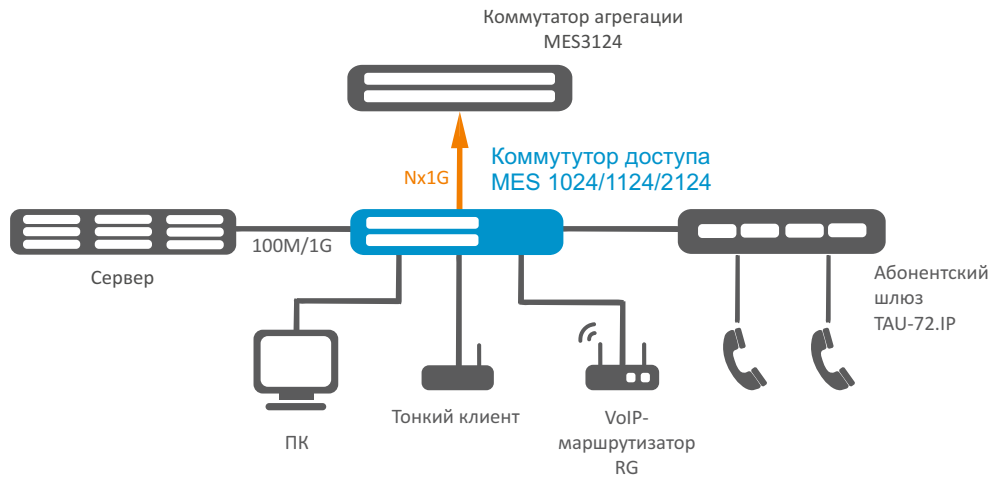 Коммутатор агрегации
MES3124
Nx1G
Коммутутор доступа
MES 1024/1124/2124
100M/1G
Сервер
Абонентский
шлюз
TAU-72.IP
ПК
Тонкий клиент
VoIP-
маршрутизатор
RG